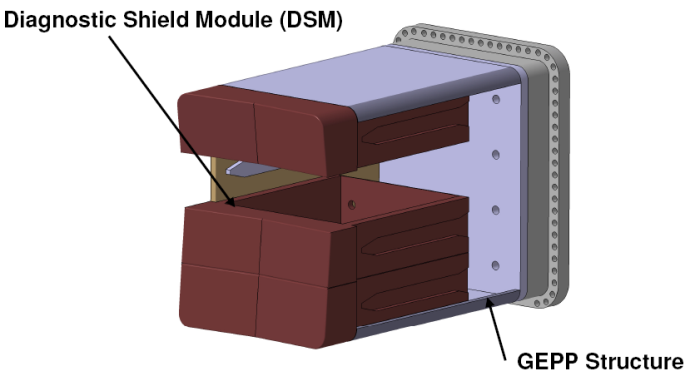 Diagnostic Shield Module (DSM)
GEPP Structure